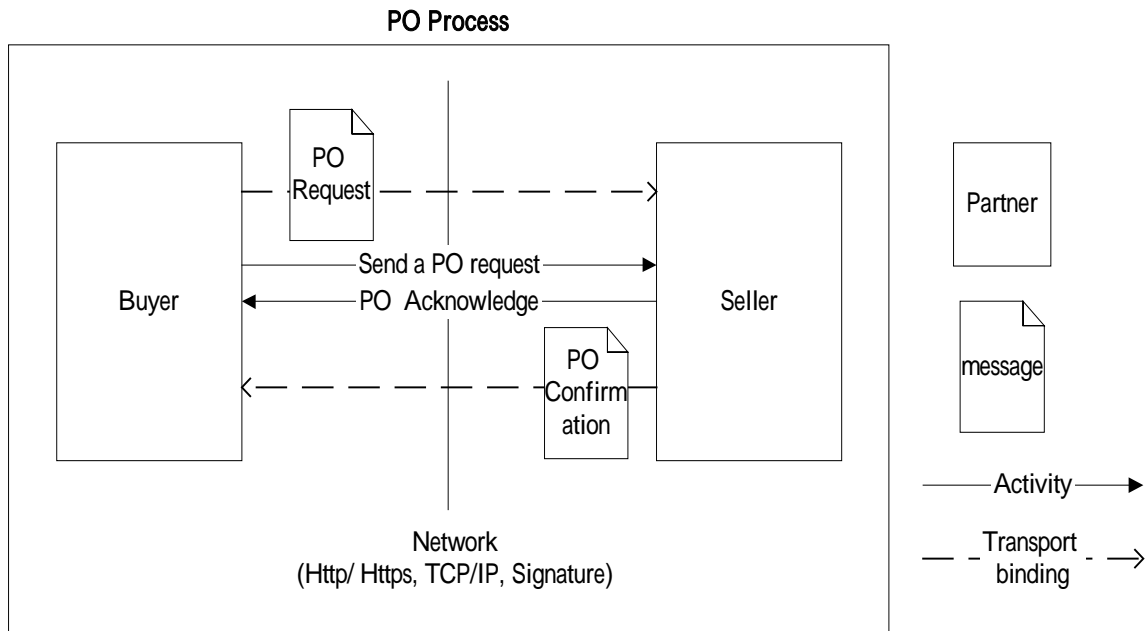 PO Process
PO
Request
Send a PO request
PO Acknowledge
Buyer
Seller
PO
Confirm
ation
Network
(Http/ Https, TCP/IP, Signature)
Partner
message
Activity
Transport
binding